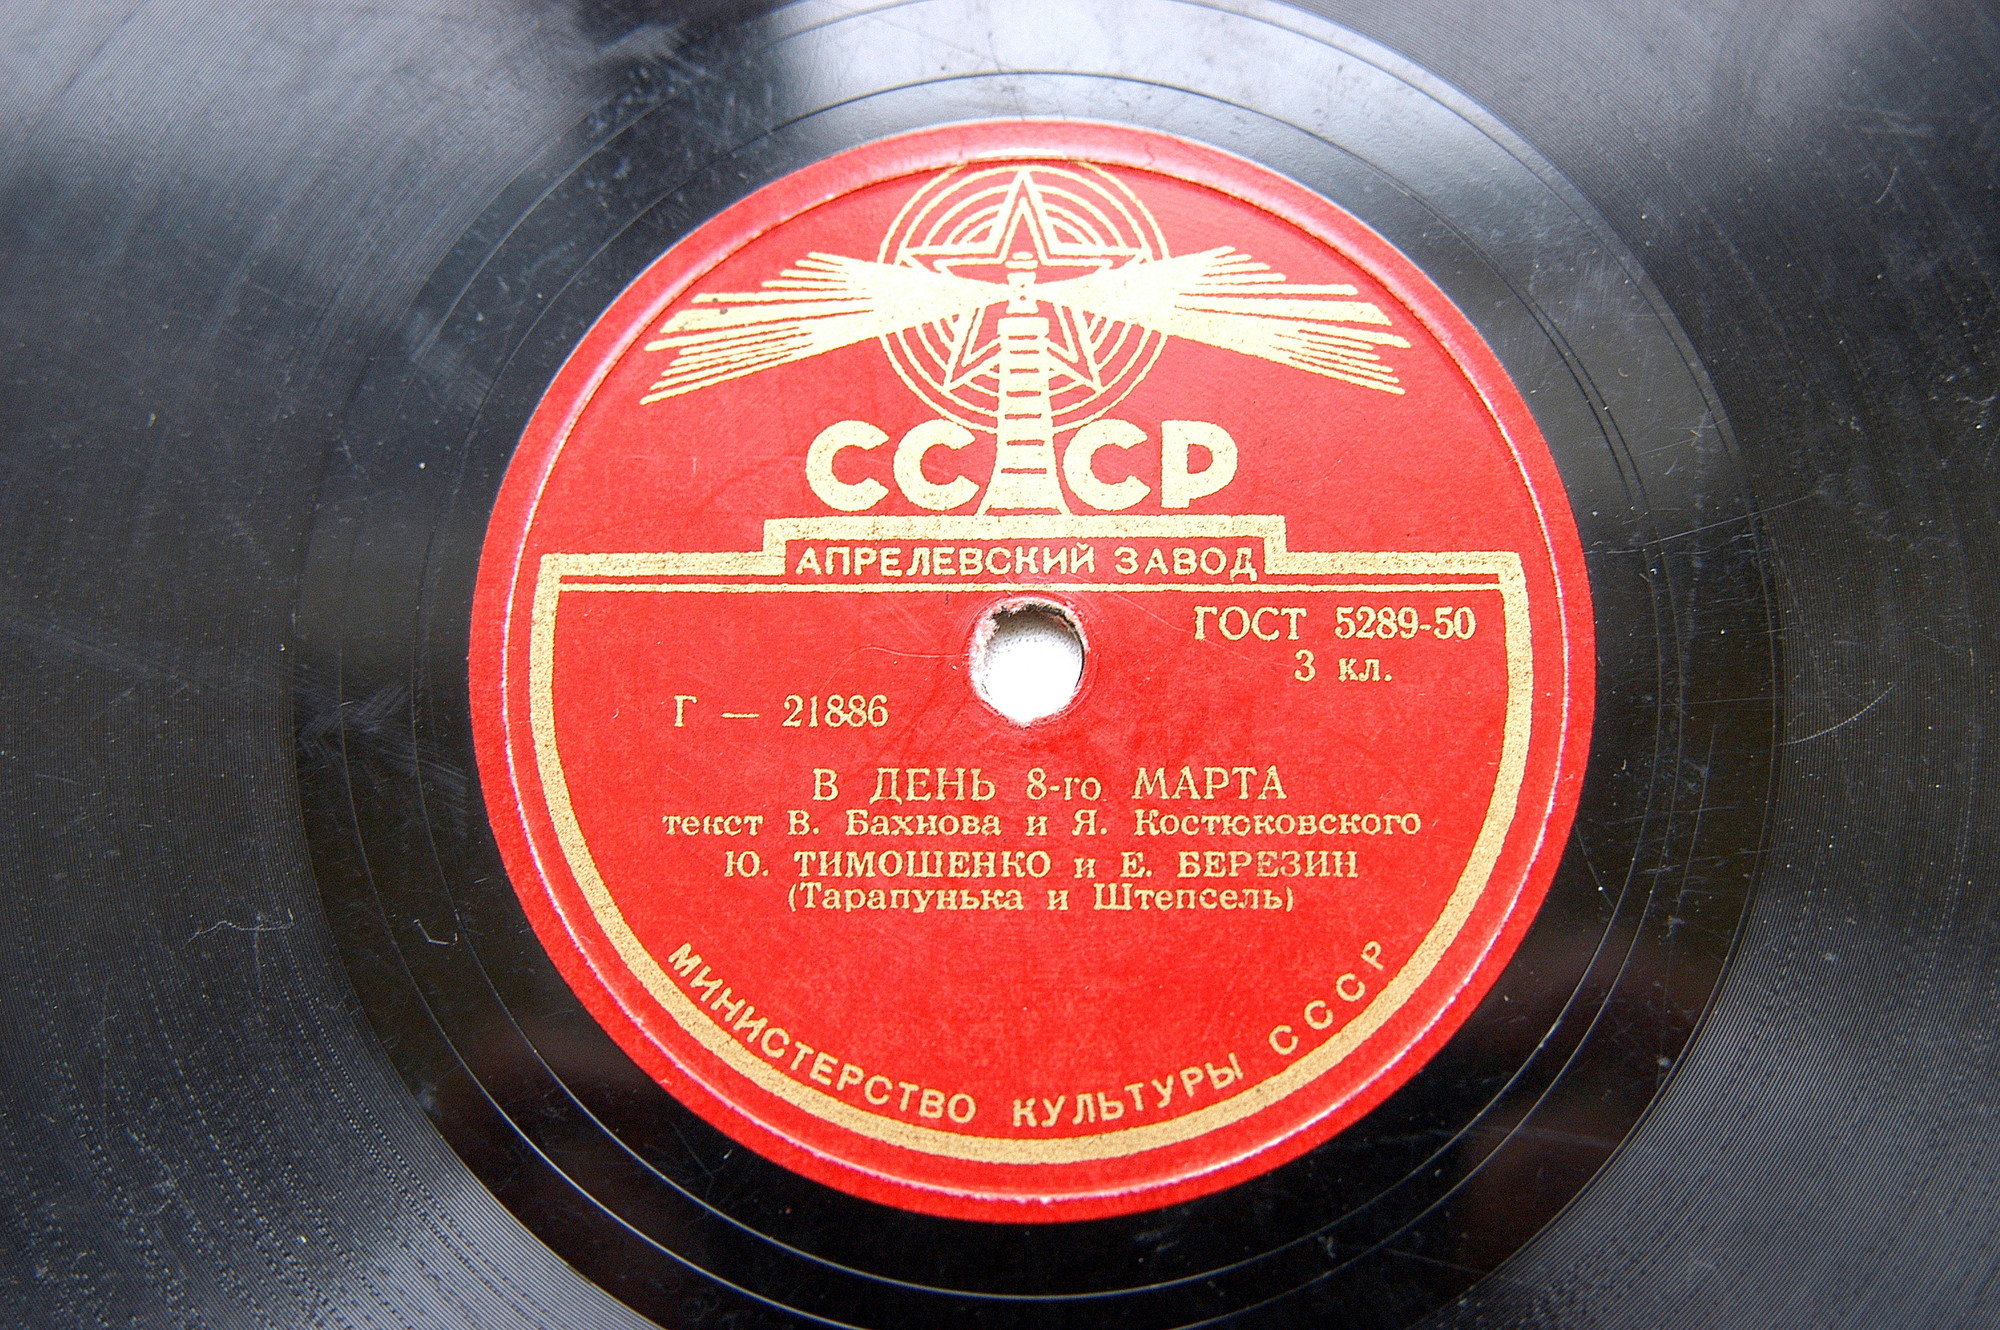 СССР
АПРЕЛЕВСКИЙ ЗАВОД
ГОСТ 5289-50
3 кл.
Г — 21886
В ДЕНЬ 8-го МАРТА
текст В. Бахнова и Я. Костюковского
Ю. ТИМОШЕНКО и Е. БЕРЕЗИН
(Тарапунька и Штепсель)
МИНИСТЕРСТВО КУЛЬТУРЫ СССР